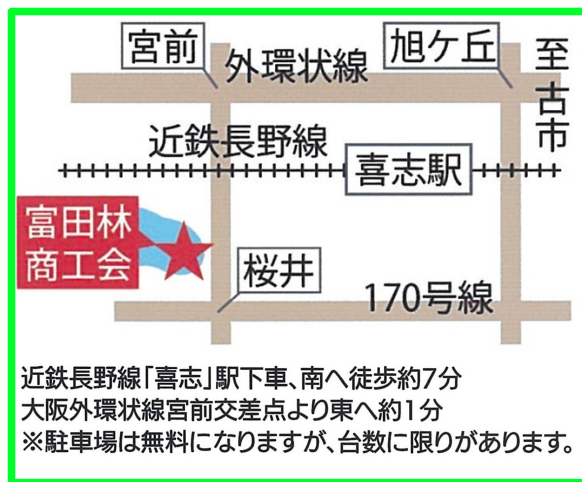 宮前
外環状線
旭ケ丘
至古市
近鉄長野線
喜志駅
富田林
商工会
桜井
170号線
近鉄長野線「喜志」駅下車、南へ徒歩約7分
大阪外環状線宮前交差点より東へ約1分
※駐車場は無料になりますが、台数に限りがあります。